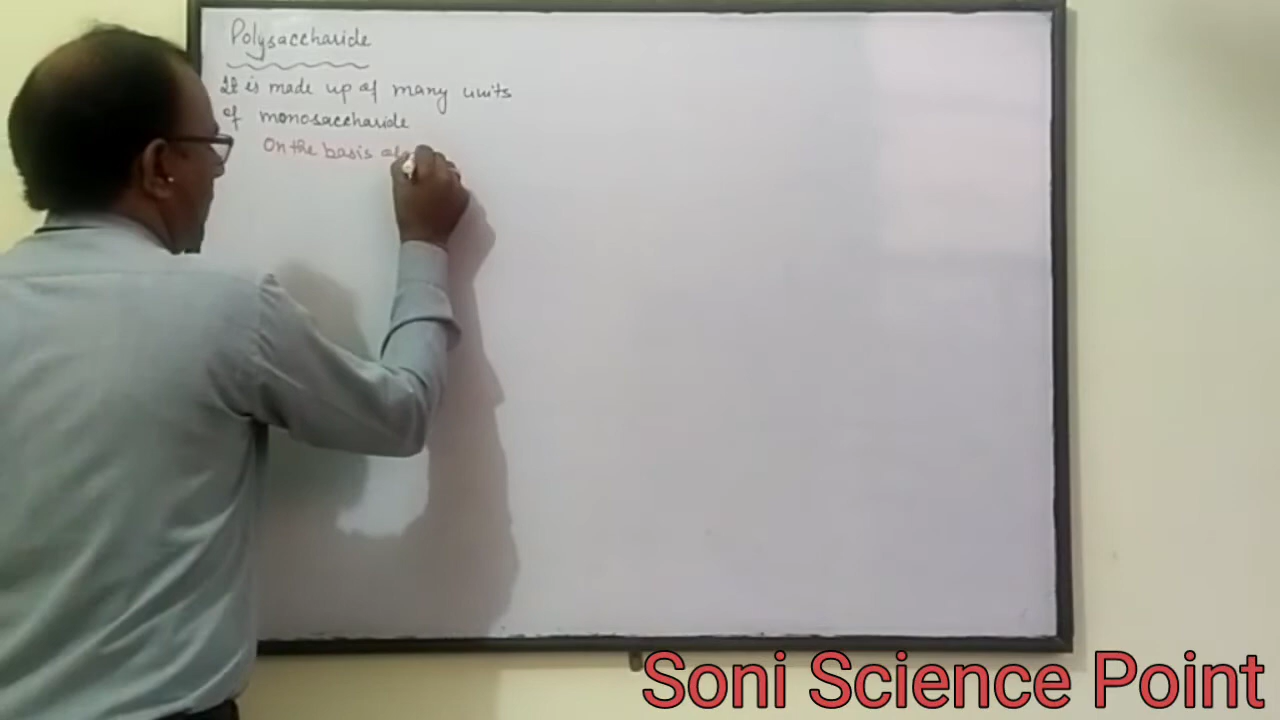 Polysaccharide
It is made up of many units
of monosaccharide
On the basis of
Soni Science Point